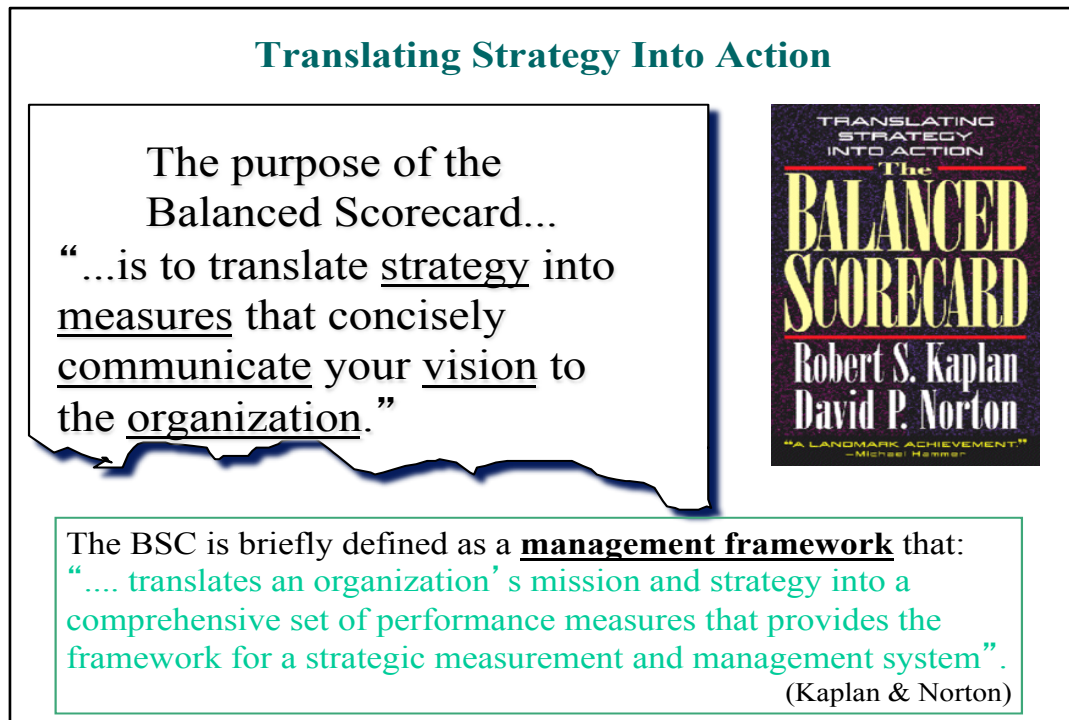 Translating Strategy Into Action
The purpose of the
Balanced Scorecard...
“...is to translate strategy into
measures that concisely
communicate your vision to
the organization.”
TRANSLATING
STRATEGY
INTO ACTION
The
BALANCED
SCORECARD
Robert S. Kaplan
David P. Norton
“A LANDMARK ACHIEVEMENT.”
—Michael Hammer
The BSC is briefly defined as a management framework that:
“.... translates an organization’s mission and strategy into a
comprehensive set of performance measures that provides the
framework for a strategic measurement and management system”.
(Kaplan & Norton)